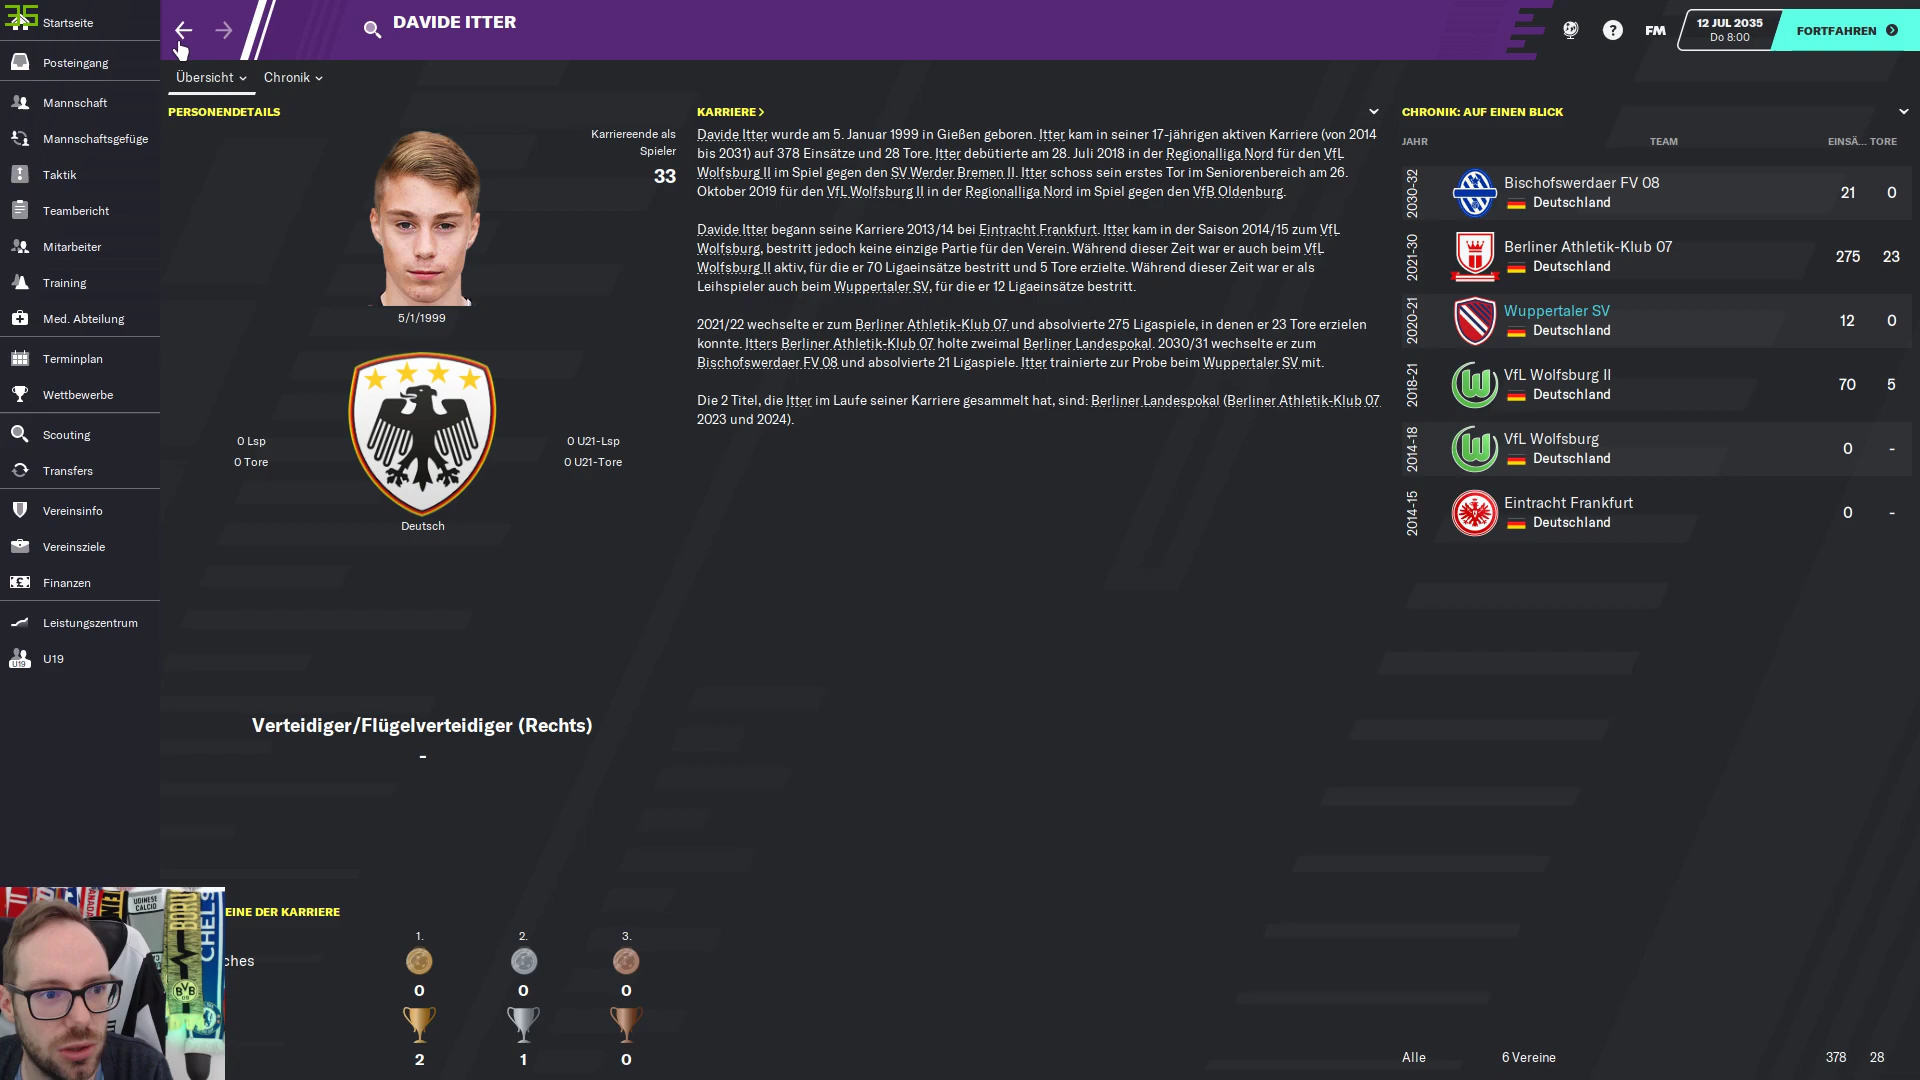 35
Startseite
Posteingang
Mannschaft
Mannschaftsgefüge
Taktik
Teambericht
Mitarbeiter
Training
Med. Abteilung
Terminplan
Wettbewerbe
Scouting
Transfers
Vereinsinfo
Vereinsziele
Finanzen
Leistungszentrum
U19
U19
DAVIDE ITTER
FM
12 JUL 2035
Do 8:00
FORTFAHREN
Übersicht
Chronik
PERSONENDETAILS
Karriereende als
Spieler
33
5/1/1999
0 Lsp
0 Tore
0 U21-Lsp
0 U21-Tore
Deutsch
Verteidiger/Flügelverteidiger (Rechts)
-
EINE DER KARRIERE
ches
1.
2.
3.
0
0
0
2
1
0
KARRIERE >
Davide Itter wurde am 5. Januar 1999 in Gießen geboren. Itter kam in seiner 17-jährigen aktiven Karriere (von 2014
bis 2031) auf 378 Einsätze und 28 Tore. Itter debütierte am 28. Juli 2018 in der Regionalliga Nord für den VfL
Wolfsburg II im Spiel gegen den SV Werder Bremen II. Itter schoss sein erstes Tor im Seniorenbereich am 26.
Oktober 2019 für den VfL Wolfsburg II in der Regionalliga Nord im Spiel gegen den VfB Oldenburg.
Davide Itter begann seine Karriere 2013/14 bei Eintracht Frankfurt. Itter kam in der Saison 2014/15 zum VfL
Wolfsburg, bestritt jedoch keine einzige Partie für den Verein. Während dieser Zeit war er auch beim VfL
Wolfsburg II aktiv, für die er 70 Ligaeinsätze bestritt und 5 Tore erzielte. Während dieser Zeit war er als
Leihspieler auch beim Wuppertaler SV, für die er 12 Ligaeinsätze bestritt.
2021/22 wechselte er zum Berliner Athletik-Klub 07 und absolvierte 275 Ligaspiele, in denen er 23 Tore erzielen
konnte. Itters Berliner Athletik-Klub 07 holte zweimal Berliner Landespokal. 2030/31 wechselte er zum
Bischofswerdaer FV 08 und absolvierte 21 Ligaspiele. Itter trainierte zur Probe beim Wuppertaler SV mit.
Die 2 Titel, die Itter im Laufe seiner Karriere gesammelt hat, sind: Berliner Landespokal (Berliner Athletik-Klub 07
2023 und 2024).
CHRONIK: AUF EINEN BLICK
JAHR TEAM EINSÄ... TORE
2030-32 Bischofswerdaer FV 08 21 0
Deutschland
2021-30 Berliner Athletik-Klub 07 275 23
Deutschland
2020-21 Wuppertaler SV 12 0
Deutschland
2018-21 VfL Wolfsburg II 70 5
Deutschland
2014-18 VfL Wolfsburg 0 -
Deutschland
2014-15 Eintracht Frankfurt 0 -
Deutschland
Alle 6 Vereine 378 28
UDINESE
CALCIO
CHELS
BVB
09